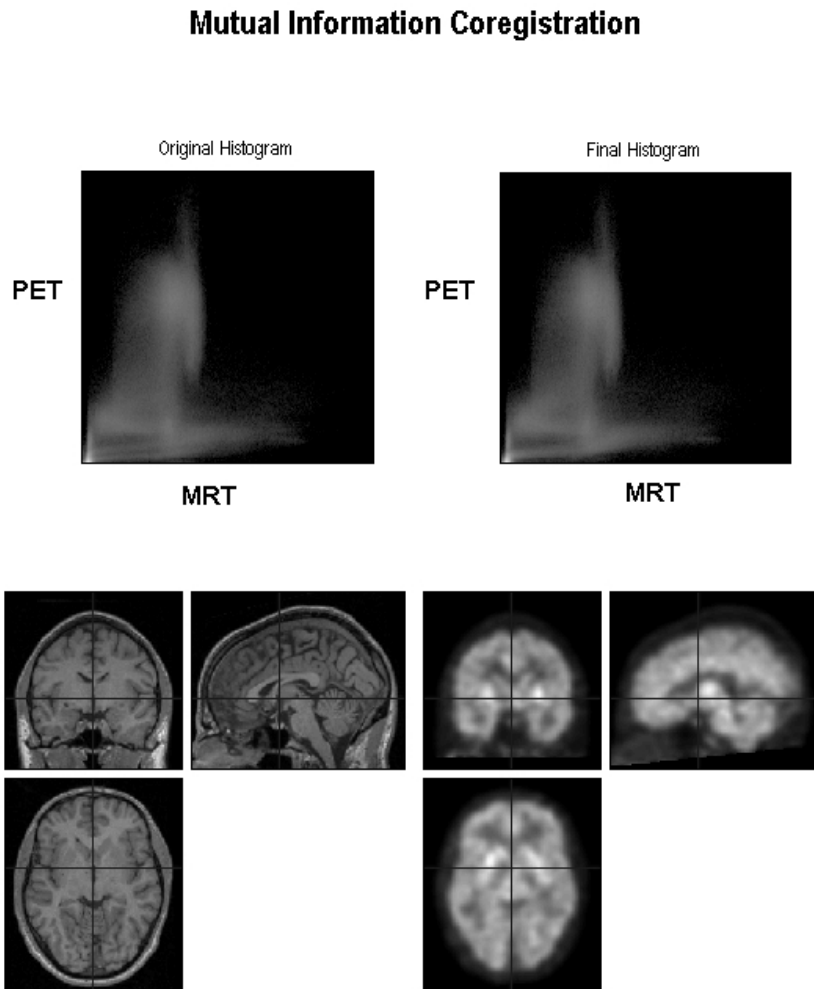 Mutual Information Coregistration
Original Histogram
Final Histogram
PET
PET
MRT
MRT